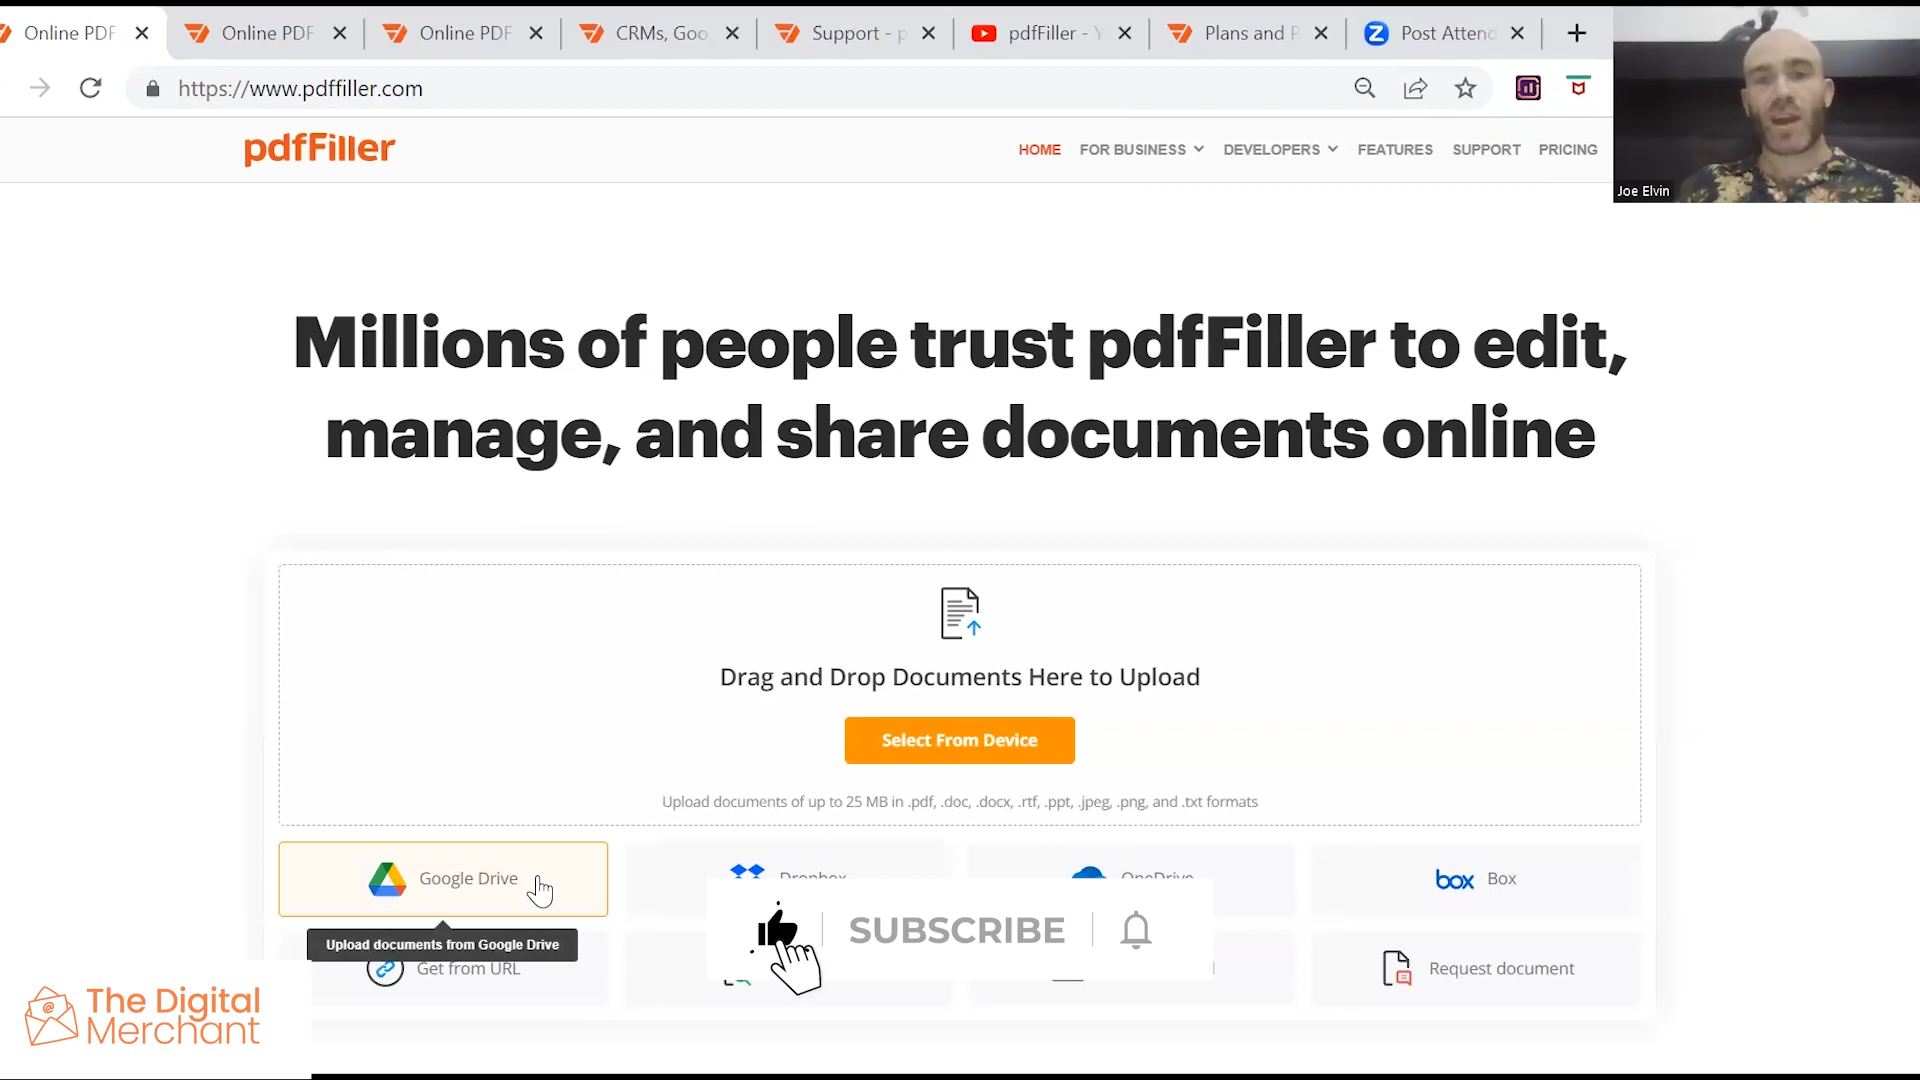 Online PDF
Online PDF
Online PDF
CRMs, Goo
Support - p
pdfFiller - Y
Plans and P
Z
Post Attend
https://www.pdffiller.com
pdfFiller
HOME
FOR BUSINESS
DEVELOPERS
FEATURES
SUPPORT
PRICING
Joe Elvin
Millions of people trust pdfFiller to edit,
manage, and share documents online
Drag and Drop Documents Here to Upload
Select From Device
Upload documents of up to 25 MB in .pdf, .doc, .docx, .rtf, .ppt, .jpeg, .png, and .txt formats
Google Drive
Dropbox
OneDrive
box
Box
Upload documents from Google Drive
SUBSCRIBE
Get from URL
Request document
The Digital
Merchant